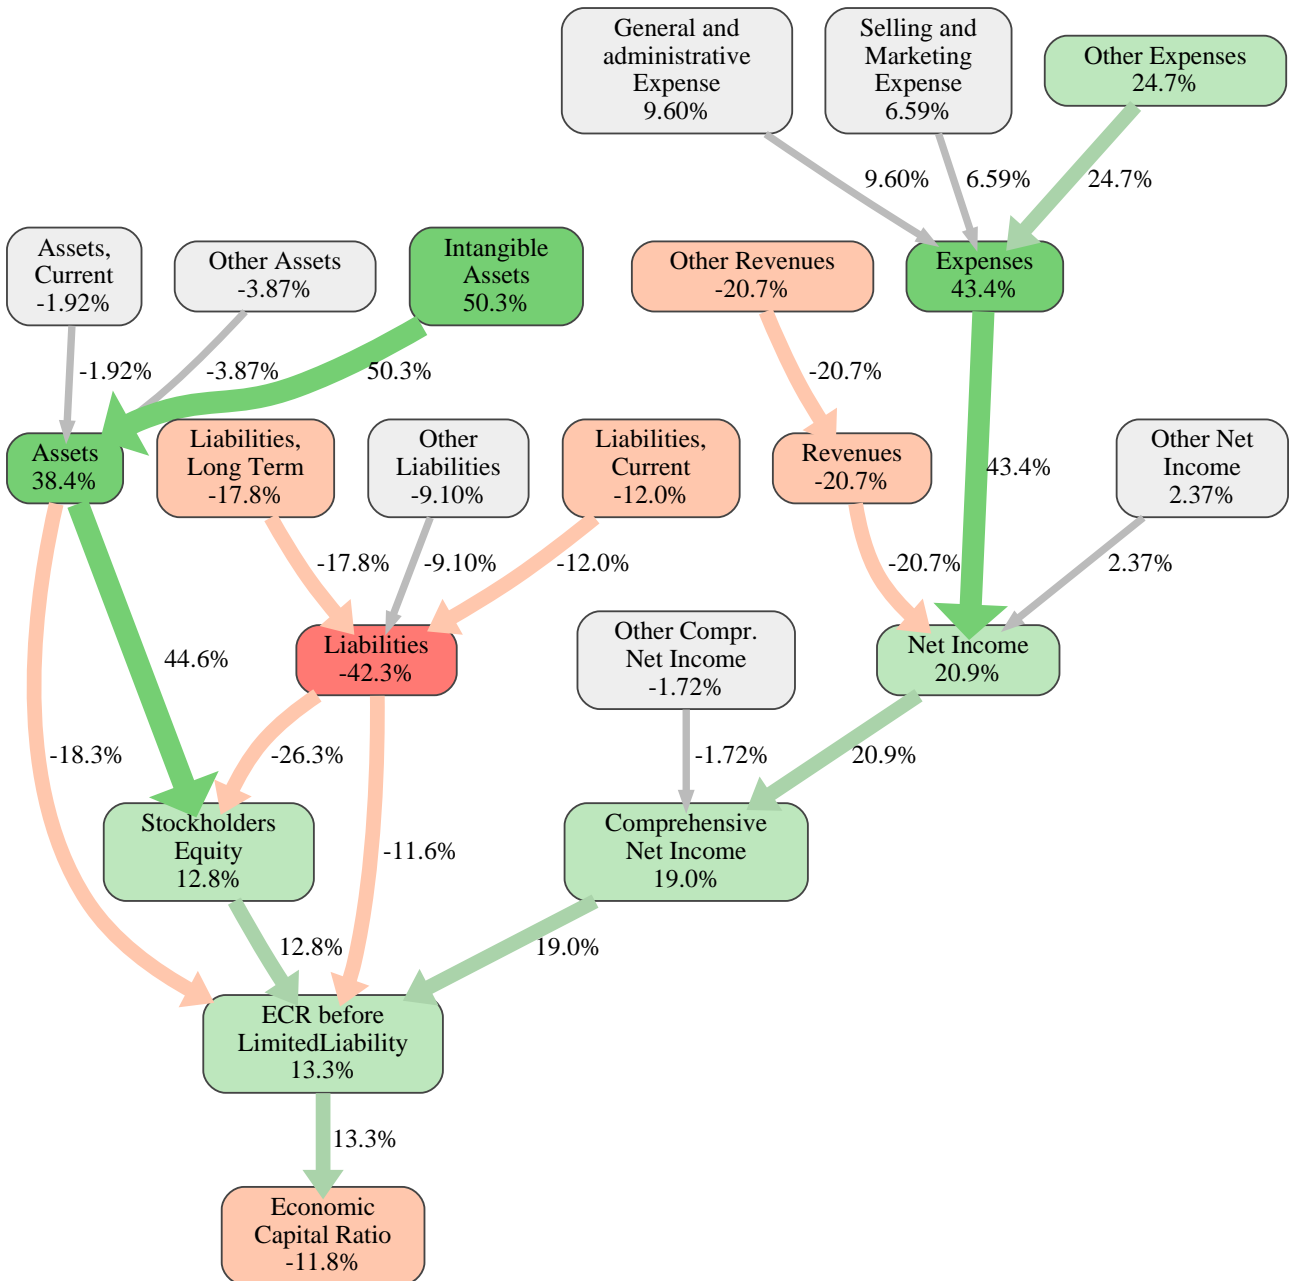 General and
administrative
Expense
9.60%
Selling and
Marketing
Expense
6.59%
Other Expenses
24.7%
9.60%
6.59%
24.7%
Assets,
Current
-1.92%
Other Assets
-3.87%
Intangible
Assets
50.3%
Other Revenues
-20.7%
Expenses
43.4%
-1.92%
-3.87%
50.3%
-20.7%
Assets
38.4%
Liabilities,
Long Term
-17.8%
Other
Liabilities
-9.10%
Liabilities,
Current
-12.0%
Revenues
-20.7%
43.4%
Other Net
Income
2.37%
-17.8%
-9.10%
-12.0%
-20.7%
2.37%
Liabilities
-42.3%
Other Compr.
Net Income
-1.72%
Net Income
20.9%
44.6%
-18.3%
-26.3%
-1.72%
20.9%
Stockholders
Equity
12.8%
-11.6%
Comprehensive
Net Income
19.0%
12.8%
19.0%
ECR before
LimitedLiability
13.3%
13.3%
Economic
Capital Ratio
-11.8%